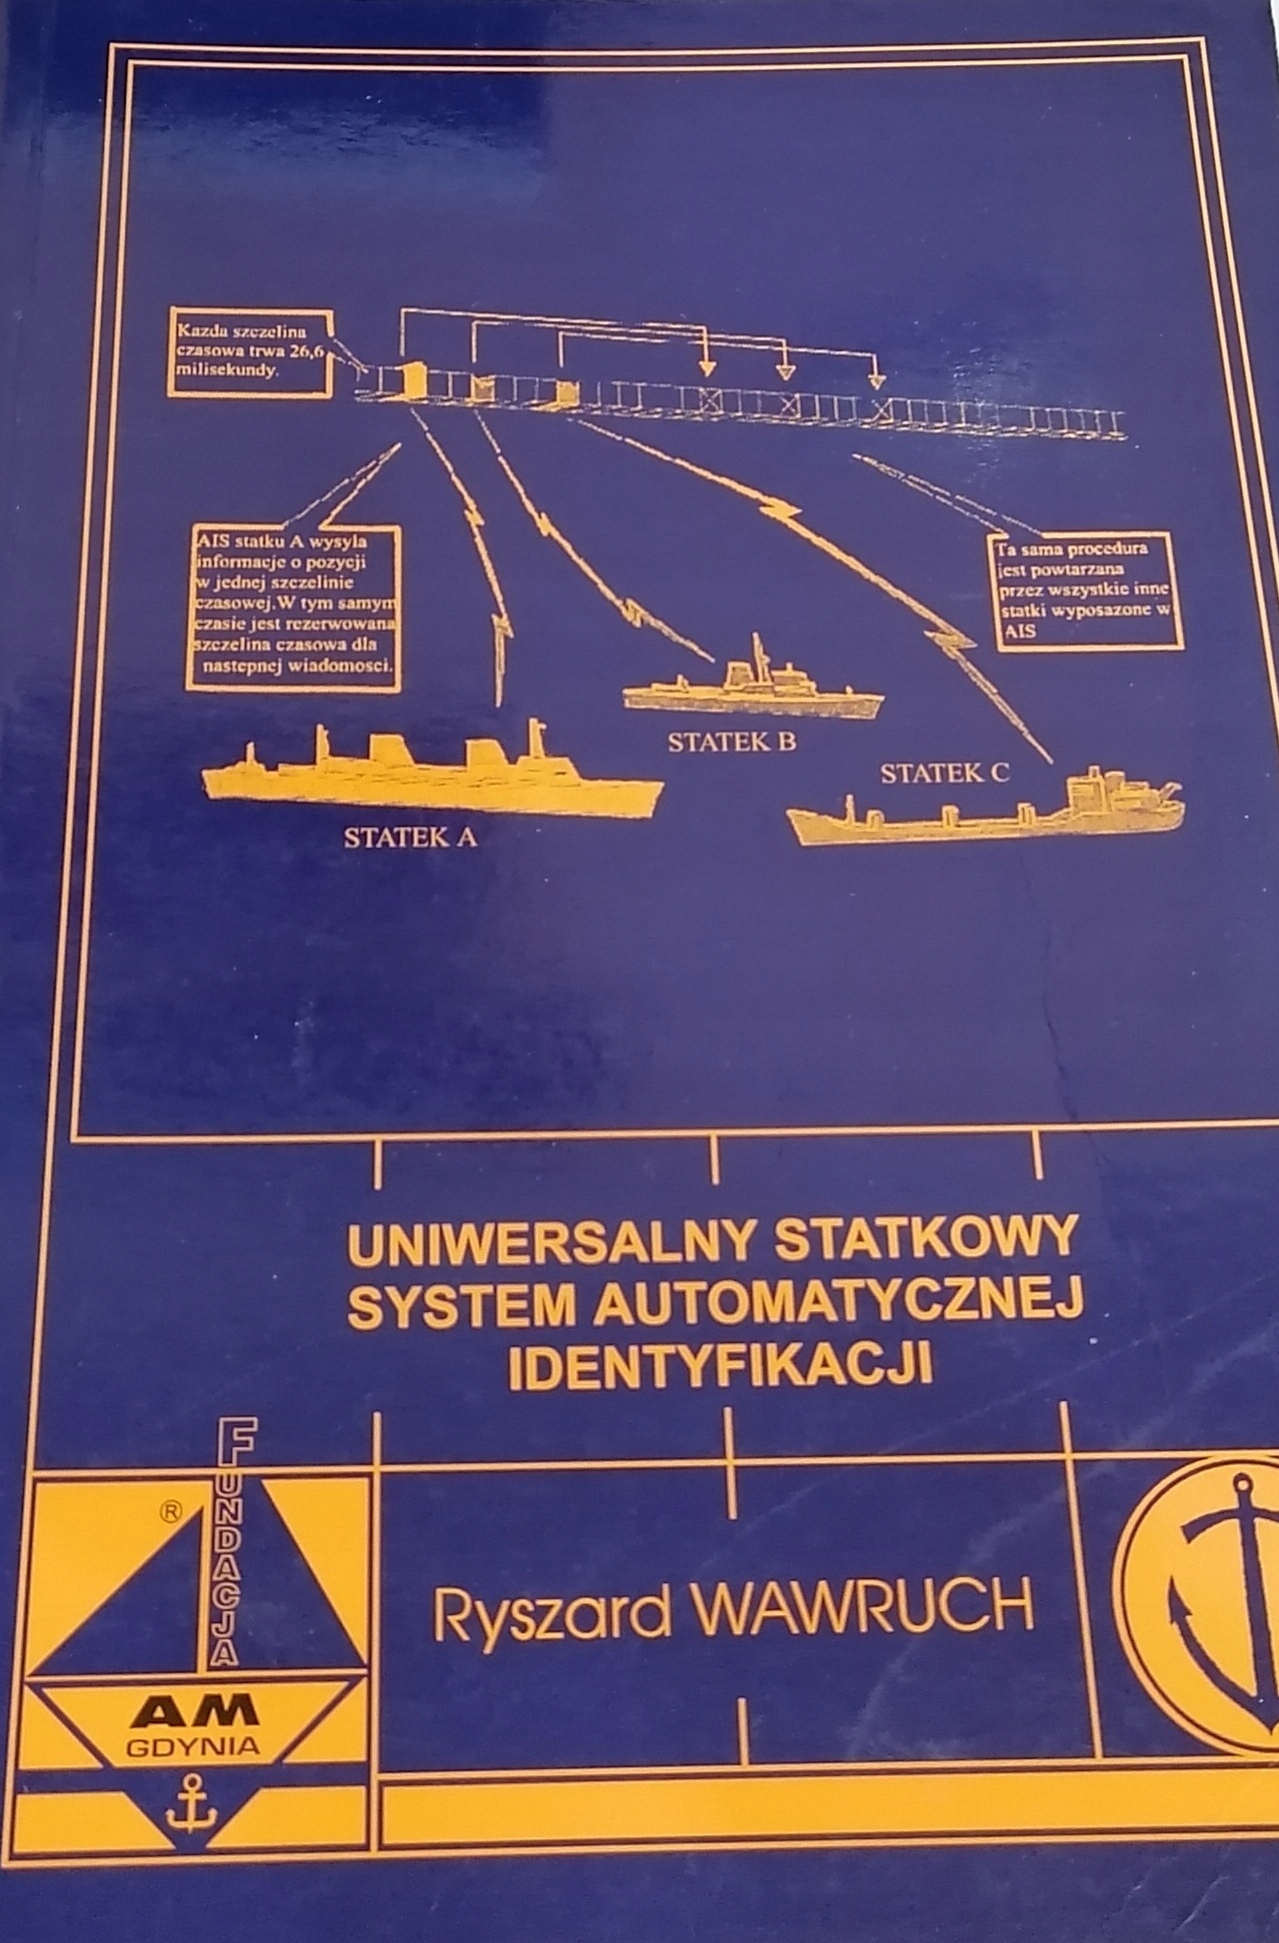 Kazda szczelina
czasowa trwa 26,6
milisekundy.
AIS statku A wysyla
informacje o pozycji
w jednej szczelinie
czasowej.W tym samym
czasie jest rezerwowana
szczelina czasowa dla
nastepnej wiadomosci.
Ta sama procedura
jest powtarzana
przez wszystkie inne
statki wyposazone w
AIS
STATEK B
STATEK C
STATEK A
UNIWERSALNY STATKOWY
SYSTEM AUTOMATYCZNEJ
IDENTYFIKACJI
FUNDACJA
®
Ryszard WAWRUCH
AM
GDYNIA